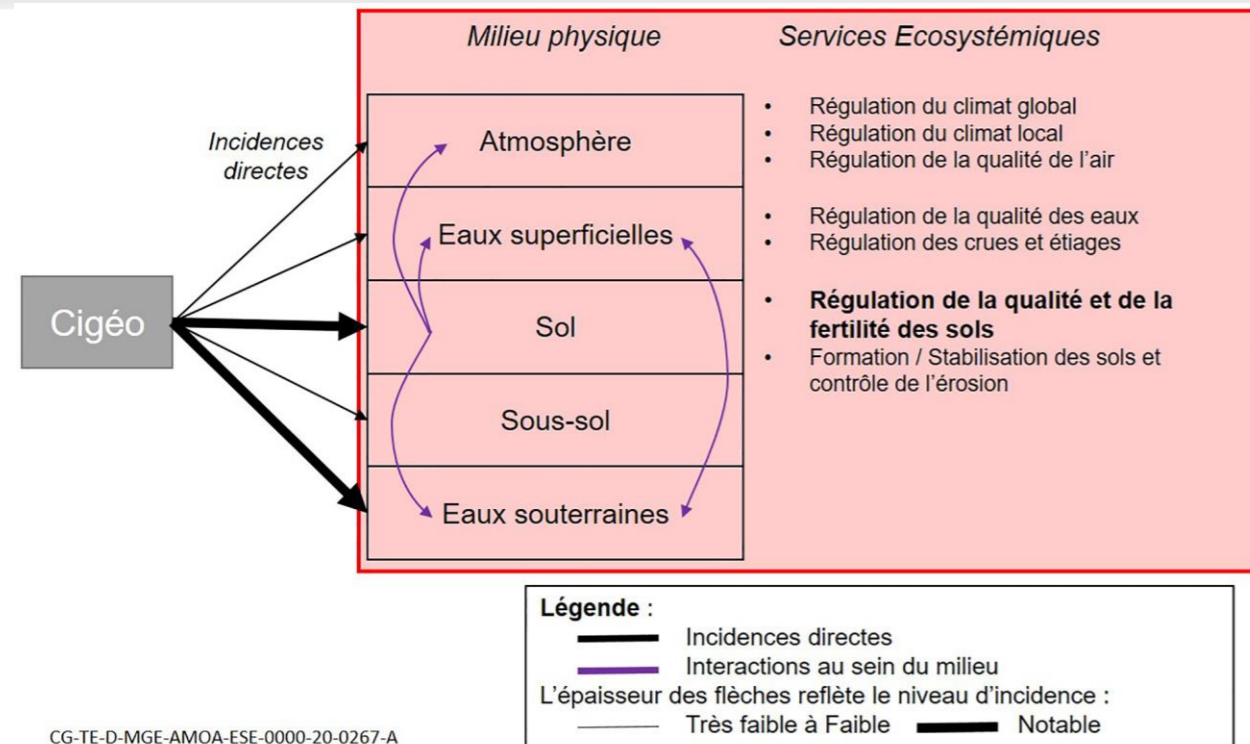 Milieu physique
Services Ecosystémiques
Incidences
directes
Cigéo
Atmosphère
Eaux superficielles
Sol
Sous-sol
Eaux souterraines
• Régulation du climat global
• Régulation du climat local
• Régulation de la qualité de l'air
• Régulation de la qualité des eaux
• Régulation des crues et étiages
• Régulation de la qualité et de la
fertilité des sols
• Formation / Stabilisation des sols et
contrôle de l'érosion
Légende :
Incidences directes
Interactions au sein du milieu
L'épaisseur des flèches reflète le niveau d'incidence :
Très faible à Faible Notable
CG-TE-D-MGE-AMOA-ESE-0000-20-0267-A